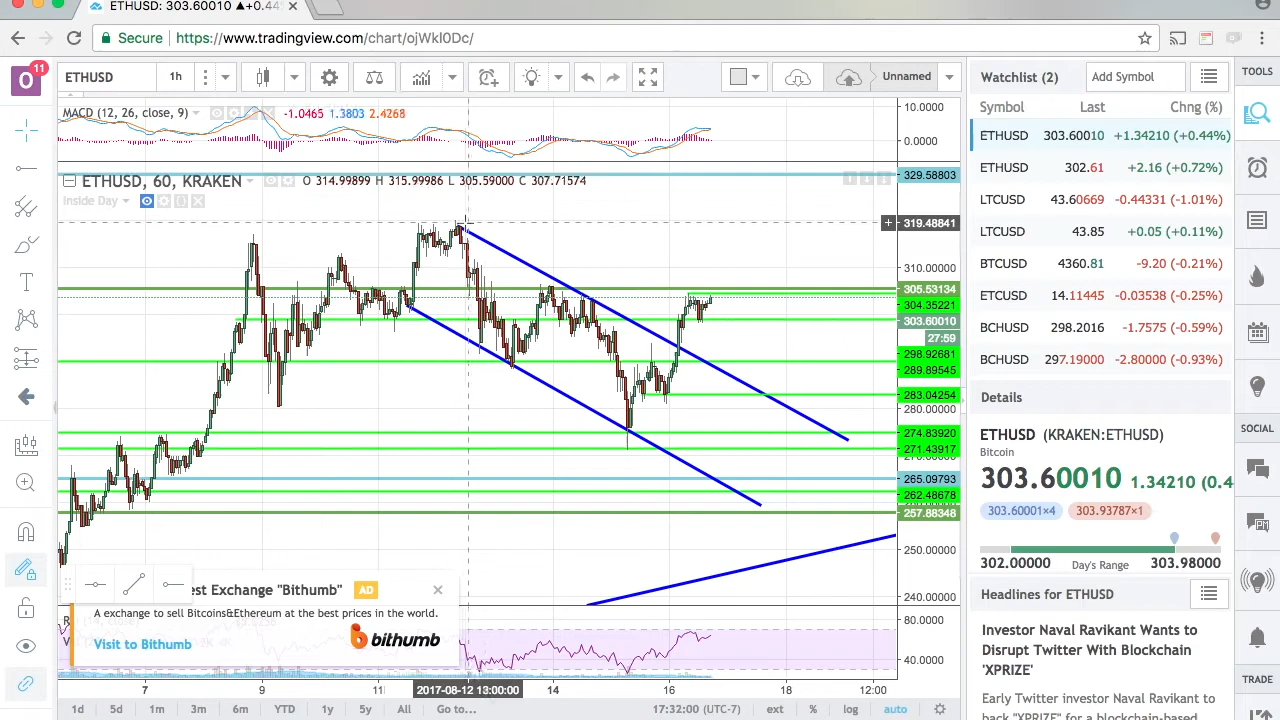 ETHUSD: 303.60010 ▲+0.44%
Secure
https://www.tradingview.com/chart/ojWkl0Dc/
O
11
ETHUSD
1h
Unnamed
Watchlist (2)
Add Symbol
TOOLS
Symbol Last Chng (%)
ETHUSD 303.60010 +1.34210 (+0.44%)
ETHUSD 302.61 +2.16 (+0.72%)
LTCUSD 43.60669 -0.44331 (-1.01%)
LTCUSD 43.85 +0.05 (+0.11%)
BTCUSD 4360.81 -9.20 (-0.21%)
ETCUSD 14.11445 -0.03538 (-0.25%)
BCHUSD 298.2016 -1.7575 (-0.59%)
BCHUSD 297.19000 -2.80000 (-0.93%)
MACD (12, 26, close, 9)
-1.0465 1.3803 2.4268
10.0000
0.0000
ETHUSD, 60, KRAKEN
O 314.99899 H 315.99986 L 305.59000 C 307.71574
Inside Day
329.58803
319.48841
310.00000
305.53134
304.35221
303.60010
27:59
298.92681
289.89545
283.04254
280.00000
274.83920
271.43917
265.09793
262.48678
257.88348
250.00000
240.00000
80.0000
40.0000
est Exchange "Bithumb"
AD
A exchange to sell Bitcoins&Ethereum at the best prices in the world.
Visit to Bithumb
bithumb
7 9 11 2017-08-12 13:00:00 14 16 18 12:00
1d 5d 1m 3m 6m YTD 1y 5y All Go to...
17:32:00 (UTC-7) ext % log auto
Details
ETHUSD (KRAKEN:ETHUSD)
Bitcoin
303.60010 1.34210 (0.4
303.60001×4 303.93787×1
302.00000 Day's Range 303.98000
Headlines for ETHUSD
Investor Naval Ravikant Wants to
Disrupt Twitter With Blockchain
'XPRIZE'
Early Twitter investor Naval Ravikant
SOCIAL
TRADE